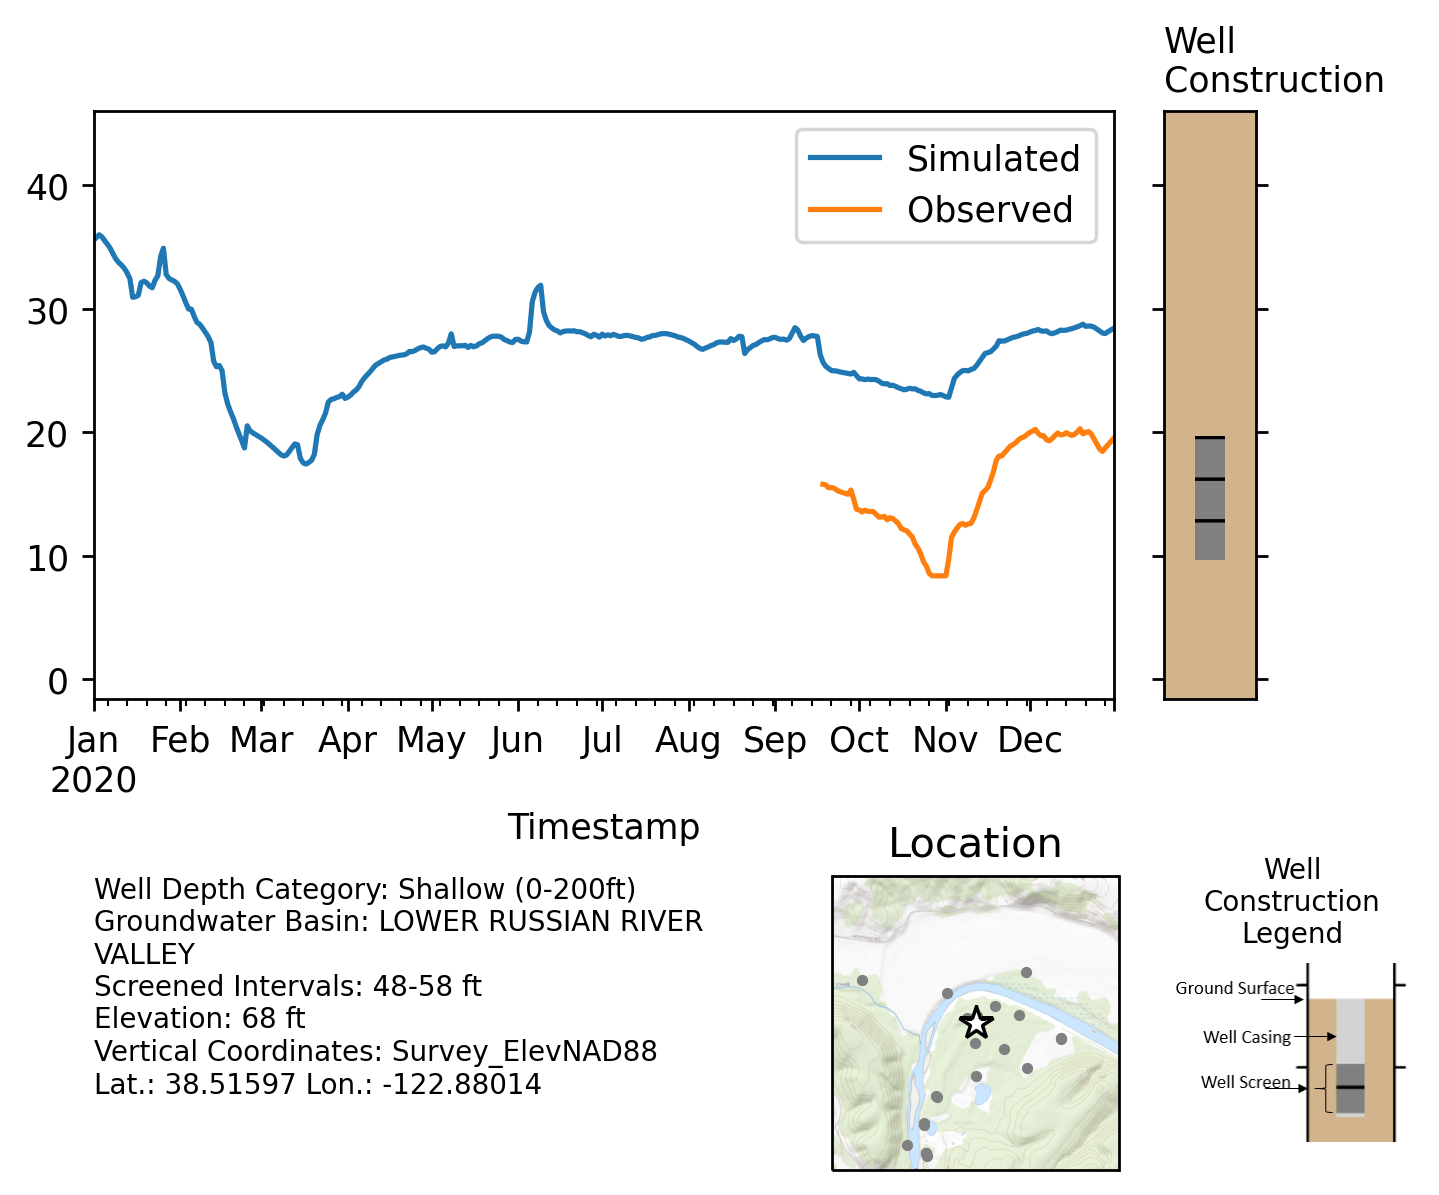 Well
Construction
Simulated
Observed
40
30
20
10
0
Jan Feb Mar Apr May Jun Jul Aug Sep Oct Nov Dec
2020
Timestamp
Well Depth Category: Shallow (0-200ft)
Groundwater Basin: LOWER RUSSIAN RIVER
VALLEY
Screened Intervals: 48-58 ft
Elevation: 68 ft
Vertical Coordinates: Survey_ElevNAD88
Lat.: 38.51597 Lon.: -122.88014
Location
Well
Construction
Legend
Ground Surface
Well Casing
Well Screen